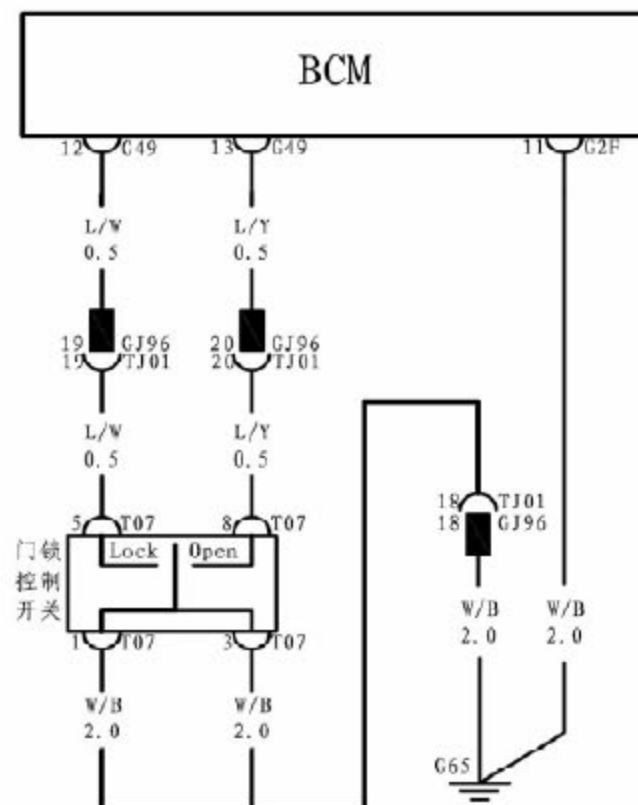 BCM
12 G49 13 G49 11 G2F
L/W L/Y
0.5 0.5
19 GJ96 20 GJ96
19 TJ01 20 TJ01
L/W L/Y
0.5 0.5
18 TJ01
18 GJ96
5 T07 8 T07
门锁 Lock Open
控制
开关
W/B W/B
2.0 2.0
1 T07 3 T07
W/B W/B
2.0 2.0
G65